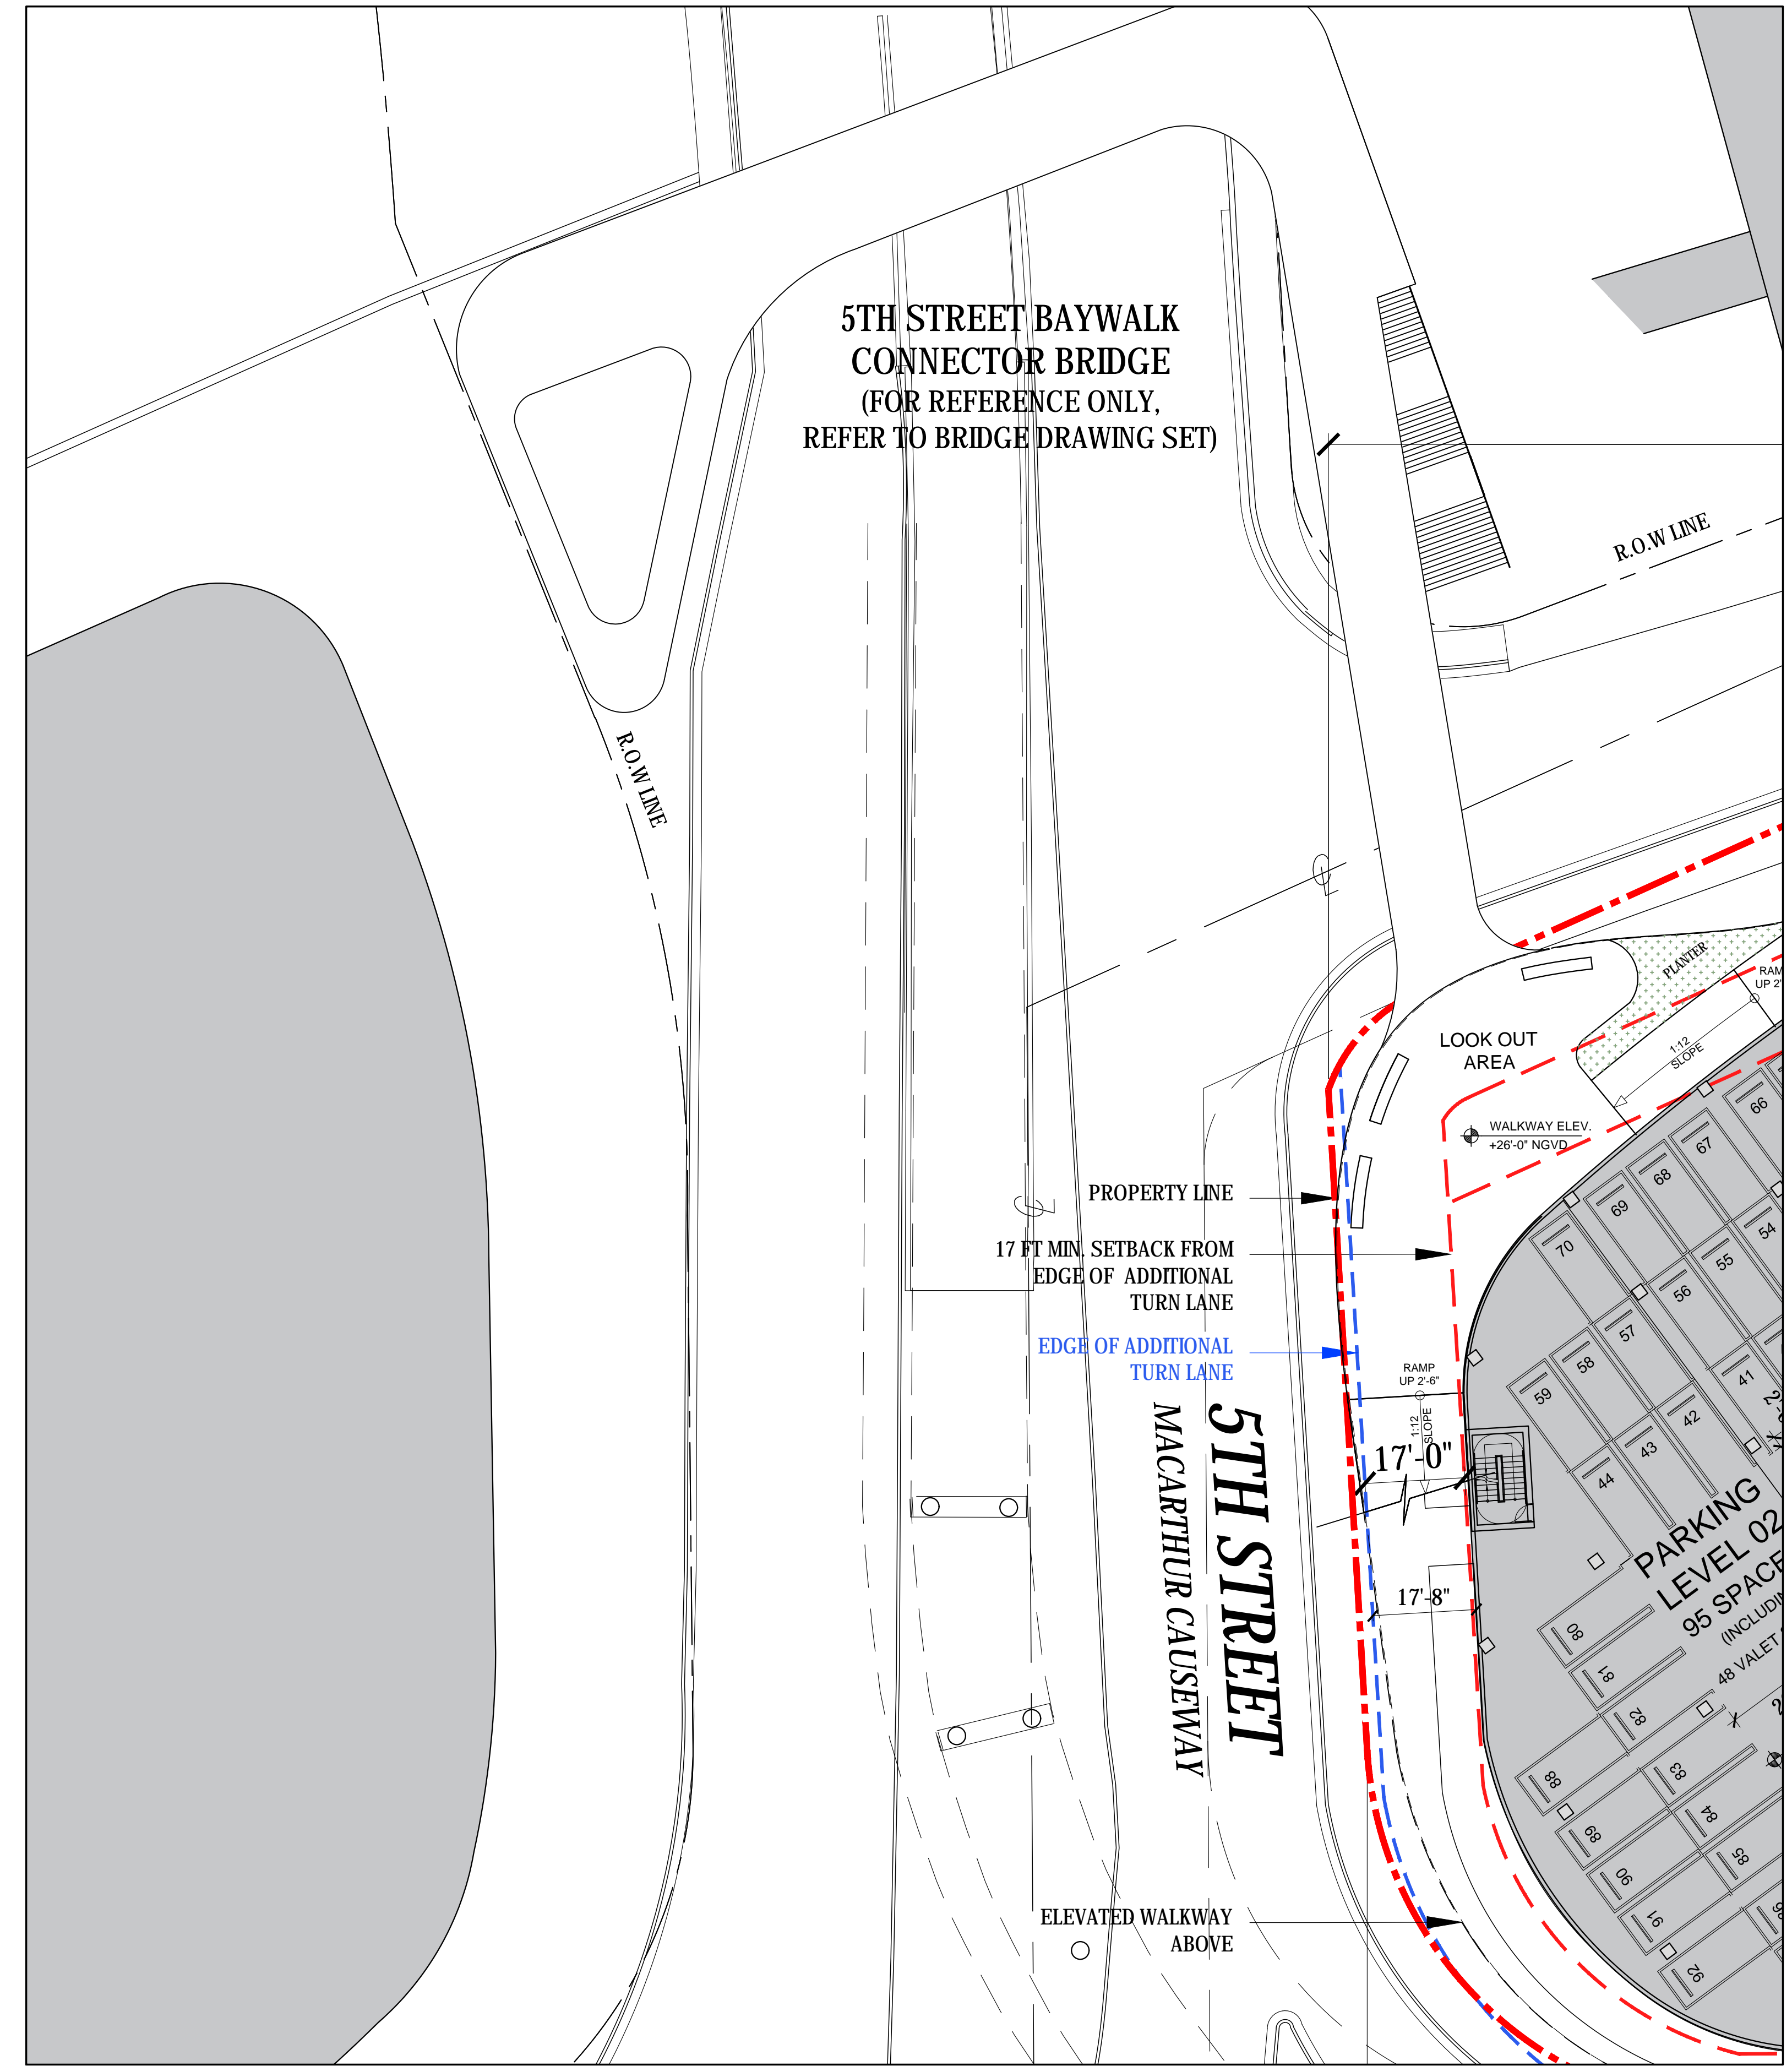 5TH STREET BAYWALK
CONNECTOR BRIDGE
(FOR REFERENCE ONLY,
REFER TO BRIDGE DRAWING SET)
R.O.W LINE
R.O.W LINE
PLANTER
1:12
SLOPE
LOOK OUT
AREA
WALKWAY ELEV.
+26'-0" NGVD
PROPERTY LINE
17 FT MIN. SETBACK FROM
EDGE OF ADDITIONAL
TURN LANE
EDGE OF ADDITIONAL
TURN LANE
RAMP
UP 2'-6"
1:12
SLOPE
17'-0"
17'-8"
5TH STREET
MACARTHUR CAUSEWAY
ELEVATED WALKWAY
ABOVE
66
67
68
69
70
54
55
56
57
58
59
41
42
43
44
PARKING
LEVEL 02
95 SPACE
48 VALET
80
81
82
83
84
85
88
89
90
91
92